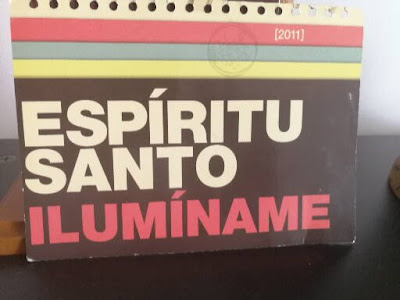 [2011]
ESPÍRITU
SANTO
ILUMÍNAME